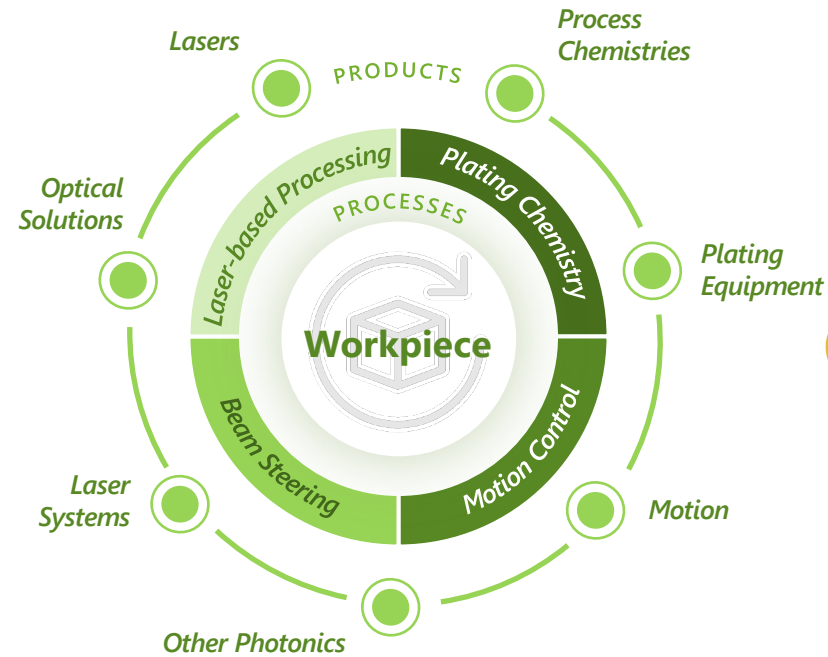 Process
Chemistries
Lasers
PRODUCTS
Laser-based Processing
Plating Chemistry
Optical
Solutions
PROCESSES
Plating
Equipment
Workpiece
Beam Steering
Motion Control
Laser
Systems
Motion
Other Photonics